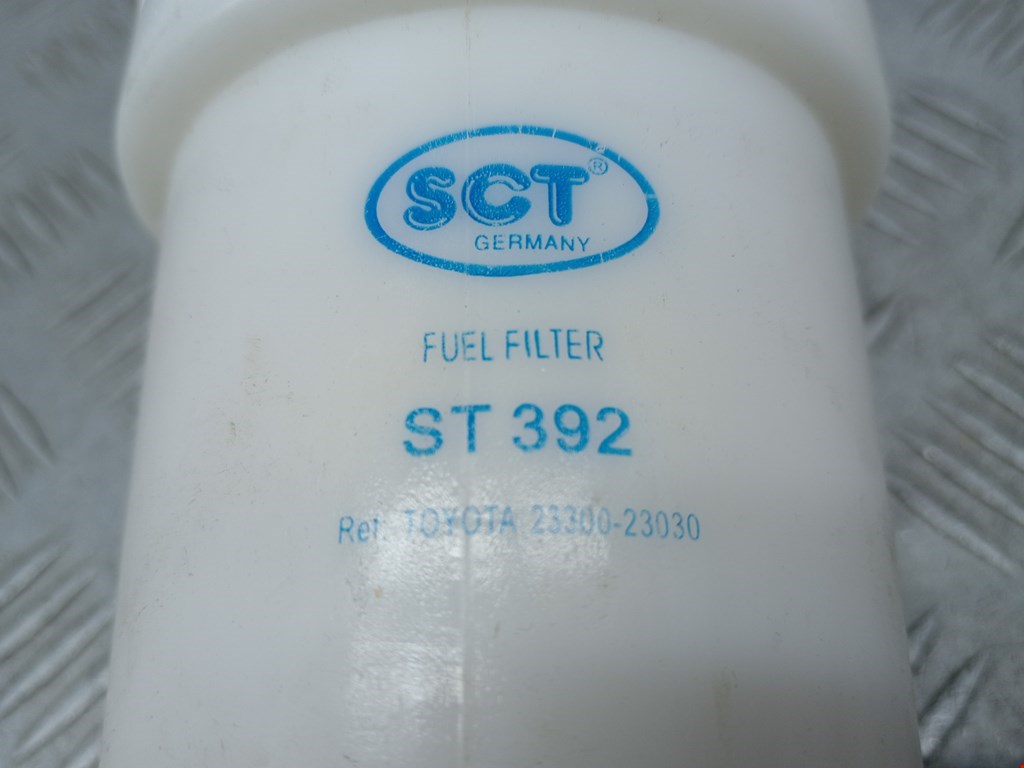 SCT®
GERMANY
FUEL FILTER
ST 392
Ref. TOYOTA 23300-23030